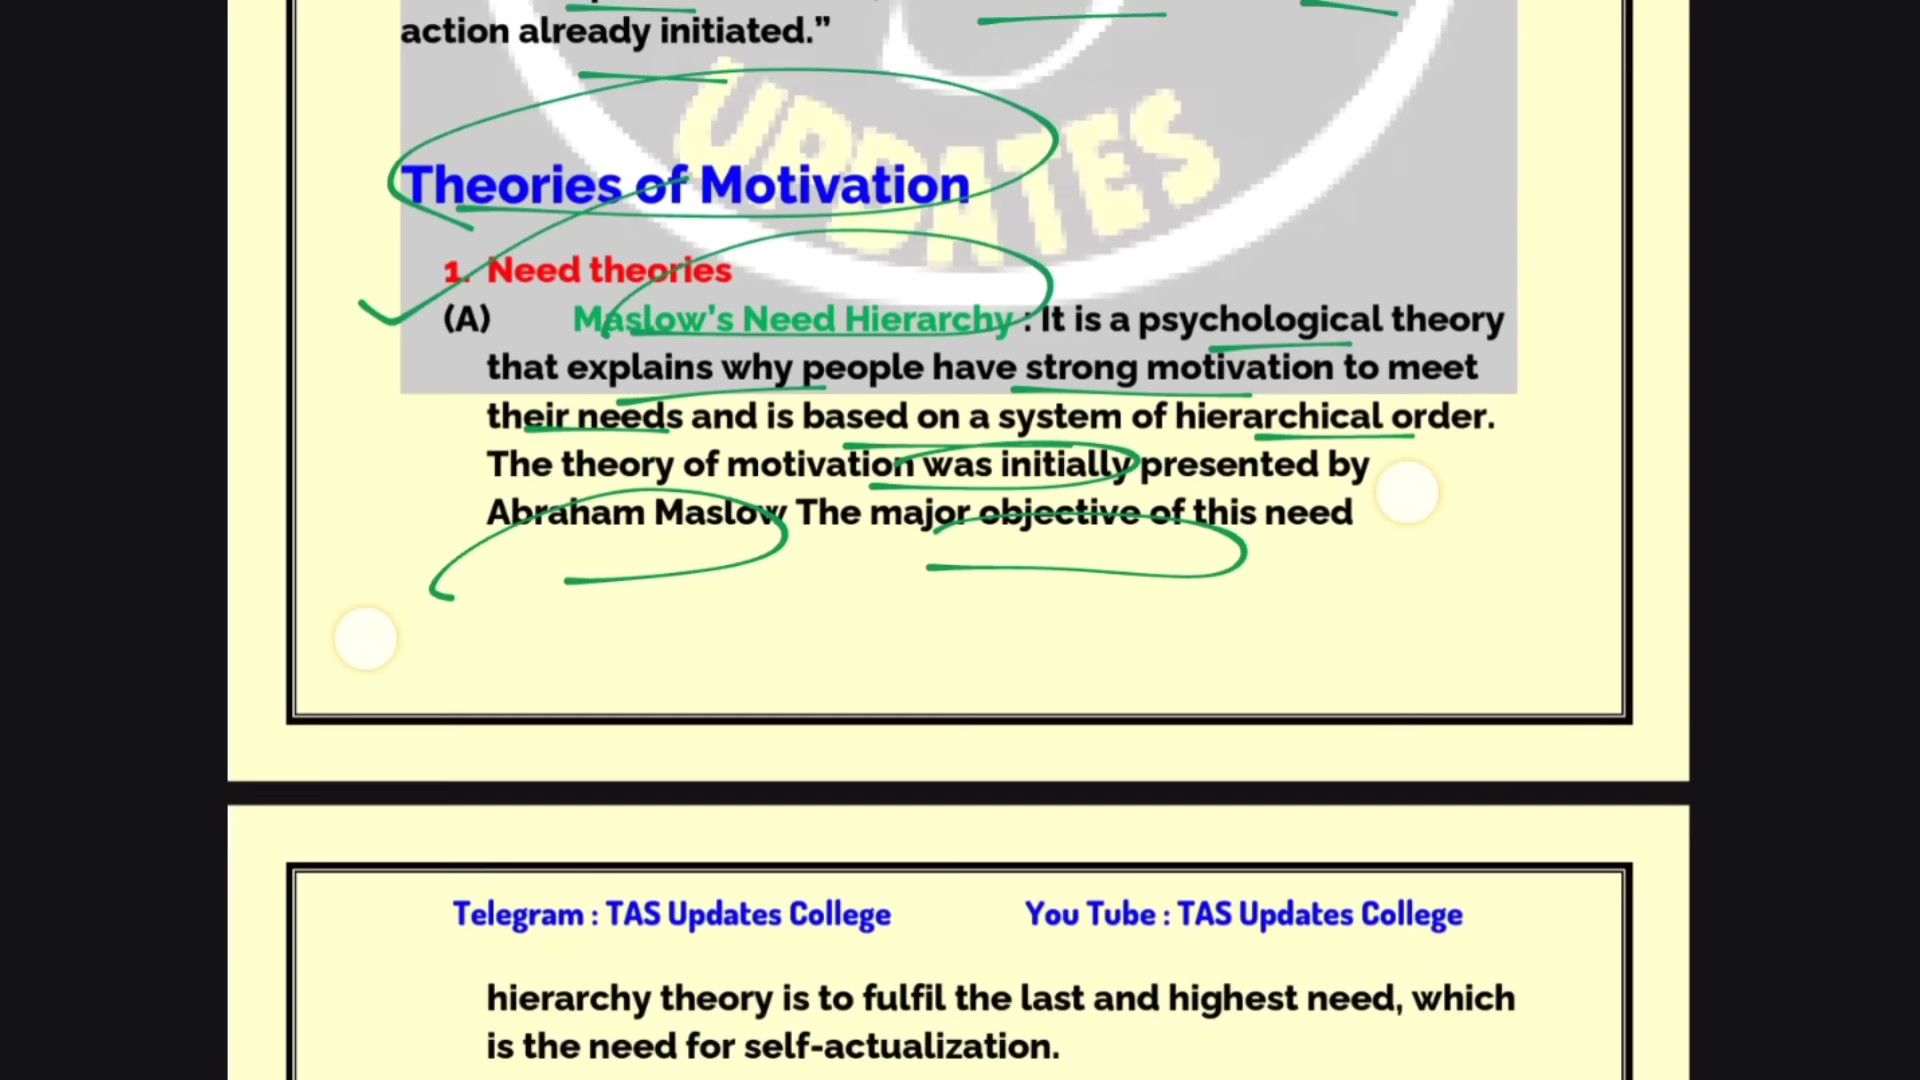 action already initiated.”
UPDATES
Theories of Motivation
1. Need theories
(A) Maslow’s Need Hierarchy : It is a psychological theory
that explains why people have strong motivation to meet
their needs and is based on a system of hierarchical order.
The theory of motivation was initially presented by
Abraham Maslow The major objective of this need
Telegram : TAS Updates College You Tube : TAS Updates College
hierarchy theory is to fulfil the last and highest need, which
is the need for self-actualization.